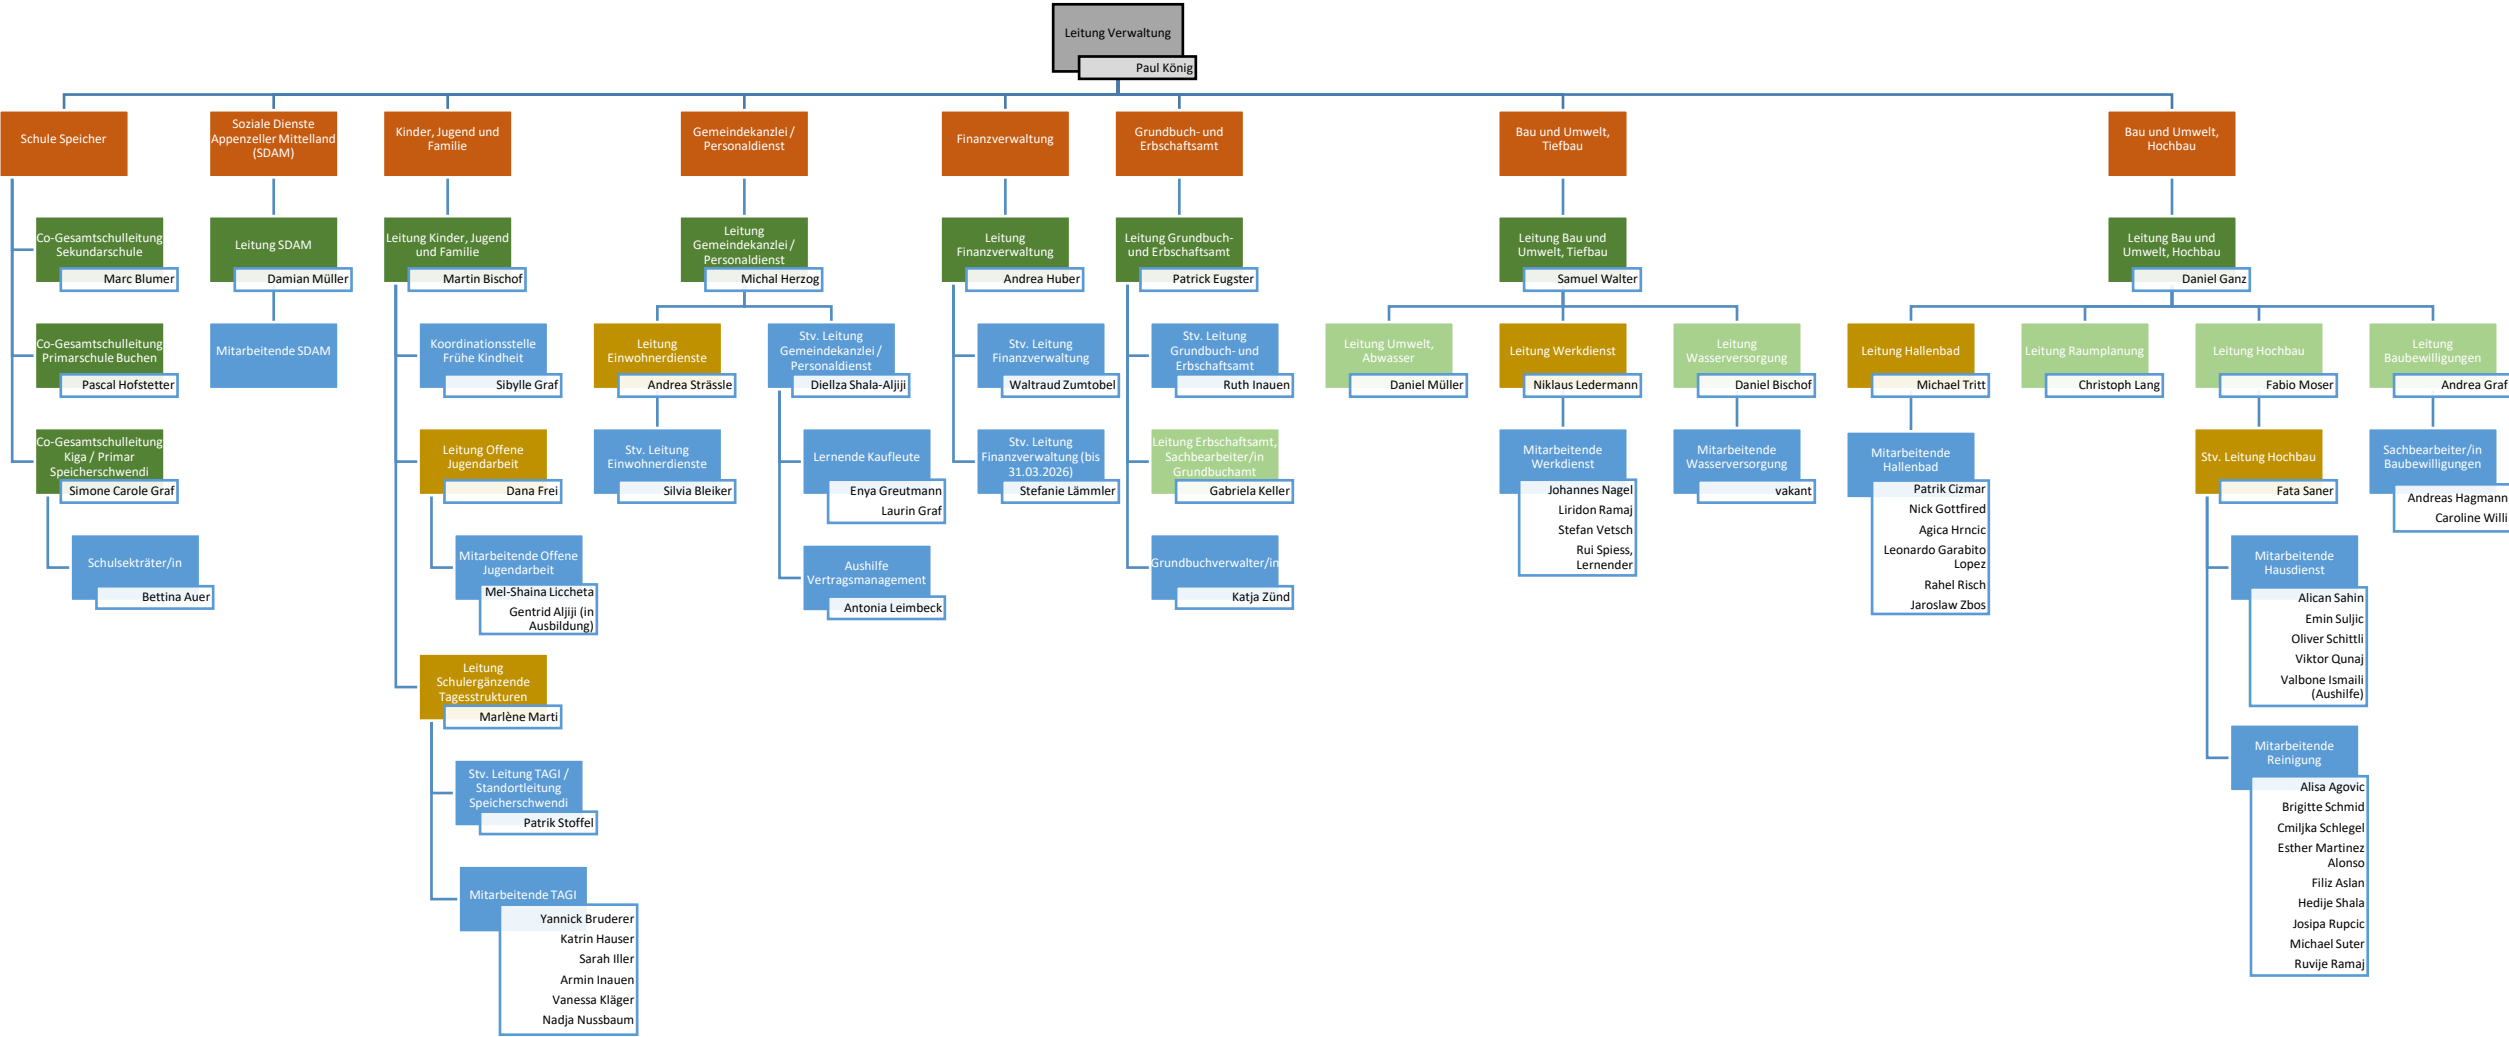 Leitung Verwaltung
Paul König
Schule Speicher
Co-Gesamtschulleitung
Sekundarschule
Marc Blumer
Co-Gesamtschulleitung
Primarschule Buchen
Pascal Hofstetter
Co-Gesamtschulleitung
Kiga / Primar
Speicherschwendi
Simone Carole Graf
Schulsekträter/in
Bettina Auer
Soziale Dienste
Appenzeller Mittelland
(SDAM)
Leitung SDAM
Damian Müller
Mitarbeitende SDAM
Kinder, Jugend und
Familie
Leitung Kinder, Jugend
und Familie
Martin Bischof
Koordinationsstelle
Frühe Kindheit
Sibylle Graf
Leitung Offene
Jugendarbeit
Dana Frei
Mitarbeitende Offene
Jugendarbeit
Mel-Shaina Liccheta
Gentrid Aljiji (in
Ausbildung)
Leitung
Schulergänzende
Tagesstrukturen
Marlène Marti
Stv. Leitung TAGI /
Standortleitung
Speicherschwendi
Patrik Stoffel
Mitarbeitende TAGI
Yannick Bruderer
Katrin Hauser
Sarah Iller
Armin Inauen
Vanessa Kläger
Nadja Nussbaum
Gemeindekanzlei /
Personaldienst
Leitung
Gemeindekanzlei /
Personaldienst
Michal Herzog
Leitung
Einwohnerdienste
Andrea Strässle
Stv. Leitung
Einwohnerdienste
Silvia Bleiker
Stv. Leitung
Gemeindekanzlei /
Personaldienst
Diellza Shala-Aljiji
Lernende Kaufleute
Enya Greutmann
Laurin Graf
Aushilfe
Vertragsmanagement
Antonia Leimbeck
Finanzverwaltung
Leitung
Finanzverwaltung
Andrea Huber
Stv. Leitung
Finanzverwaltung
Waltraud Zumtobel
Stv. Leitung
Finanzverwaltung (bis
31.03.2026)
Stefanie Lämmler
Grundbuch- und
Erbschaftsamt
Leitung Grundbuch-
und Erbschaftsamt
Patrick Eugster
Stv. Leitung
Grundbuch- und
Erbschaftsamt
Ruth Inauen
Leitung Erbschaftsamt,
Sachbearbeiter/in
Grundbuchamt
Gabriela Keller
Grundbuchverwalter/in
Katja Zünd
Bau und Umwelt,
Tiefbau
Leitung Bau und
Umwelt, Tiefbau
Samuel Walter
Leitung Umwelt,
Abwasser
Daniel Müller
Leitung Werkdienst
Niklaus Ledermann
Mitarbeitende
Werkdienst
Johannes Nagel
Liridon Ramaj
Stefan Vetsch
Rui Spiess,
Lernender
Leitung
Wasserversorgung
Daniel Bischof
Mitarbeitende
Wasserversorgung
vakant
Bau und Umwelt,
Hochbau
Leitung Bau und
Umwelt, Hochbau
Daniel Ganz
Leitung Hallenbad
Michael Tritt
Mitarbeitende
Hallenbad
Patrik Cizmar
Nick Gottfired
Agica Hrncic
Leonardo Garabito
Lopez
Rahel Risch
Jaroslaw Zbos
Leitung Raumplanung
Christoph Lang
Leitung Hochbau
Fabio Moser
Stv. Leitung Hochbau
Fata Saner
Mitarbeitende
Hausdienst
Alican Sahin
Emin Suljic
Oliver Schittli
Viktor Qunaj
Valbone Ismaili
(Aushilfe)
Mitarbeitende
Reinigung
Alisa Agovic
Brigitte Schmid
Cmiljka Schlegel
Esther Martinez
Alonso
Filiz Aslan
Hedije Shala
Josipa Rupcic
Michael Suter
Ruvije Ramaj
Leitung
Baubewilligungen
Andrea Graf
Sachbearbeiter/in
Baubewilligungen
Andreas Hagmann
Caroline Willi